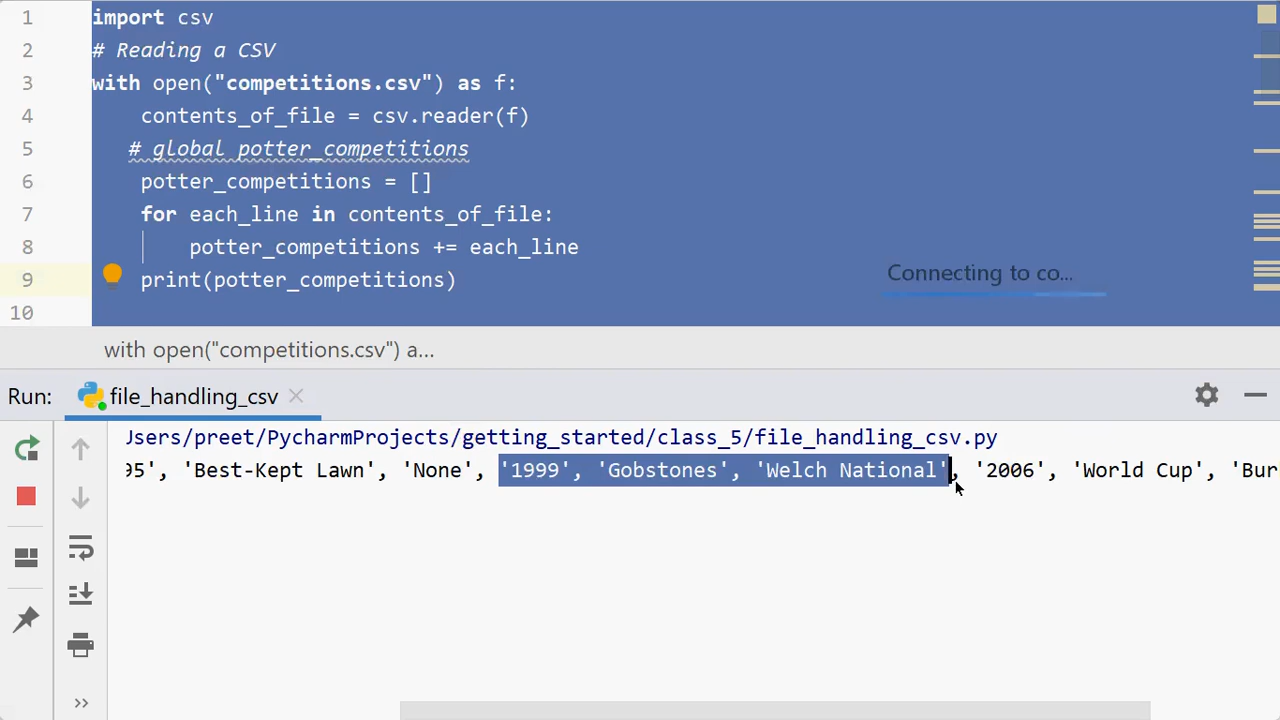 1 import csv
2 # Reading a CSV
3 with open("competitions.csv") as f:
4 contents_of_file = csv.reader(f)
5 # global potter_competitions
6 potter_competitions = []
7 for each_line in contents_of_file:
8 potter_competitions += each_line
9 print(potter_competitions)
10
Connecting to co...
with open("competitions.csv") a...
Run: file_handling_csv
Jsers/preet/PycharmProjects/getting_started/class_5/file_handling_csv.py
95', 'Best-Kept Lawn', 'None', '1999', 'Gobstones', 'Welch National', '2006', 'World Cup', 'Bur